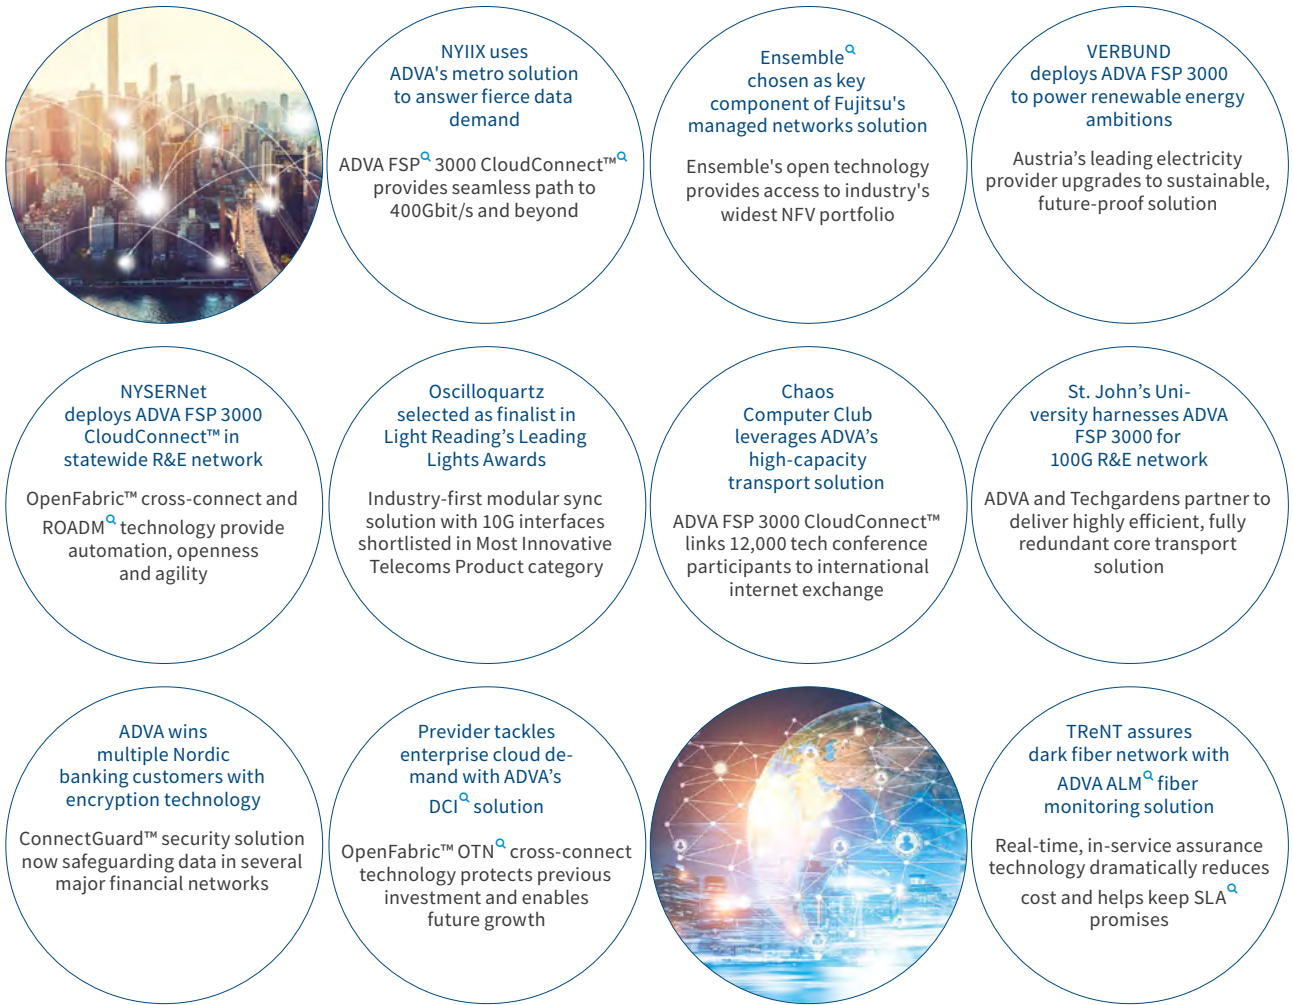 NYIIX uses
ADVA's metro solution
to answer fierce data
demand
ADVA FSP 3000 CloudConnect™
provides seamless path to
400Gbit/s and beyond
Ensemble
chosen as key
component of Fujitsu's
managed networks solution
Ensemble's open technology
provides access to industry's
widest NFV portfolio
VERBUND
deploys ADVA FSP 3000
to power renewable energy
ambitions
Austria’s leading electricity
provider upgrades to sustainable,
future-proof solution
NYSERNet
deploys ADVA FSP 3000
CloudConnect™ in
statewide R&E network
OpenFabric™ cross-connect and
ROADM technology provide
automation, openness
and agility
Oscilloquartz
selected as finalist in
Light Reading’s Leading
Lights Awards
Industry-first modular sync
solution with 10G interfaces
shortlisted in Most Innovative
Telecoms Product category
Chaos
Computer Club
leverages ADVA’s
high-capacity
transport solution
ADVA FSP 3000 CloudConnect™
links 12,000 tech conference
participants to international
internet exchange
St. John’s Uni-
versity harnesses ADVA
FSP 3000 for
100G R&E network
ADVA and Techgardens partner to
deliver highly efficient, fully
redundant core transport
solution
ADVA wins
multiple Nordic
banking customers with
encryption technology
ConnectGuard™ security solution
now safeguarding data in several
major financial networks
Previder tackles
enterprise cloud de-
mand with ADVA’s
DCI solution
OpenFabric™ OTN cross-connect
technology protects previous
investment and enables
future growth
TReNT assures
dark fiber network with
ADVA ALM fiber
monitoring solution
Real-time, in-service assurance
technology dramatically reduces
cost and helps keep SLA
promises